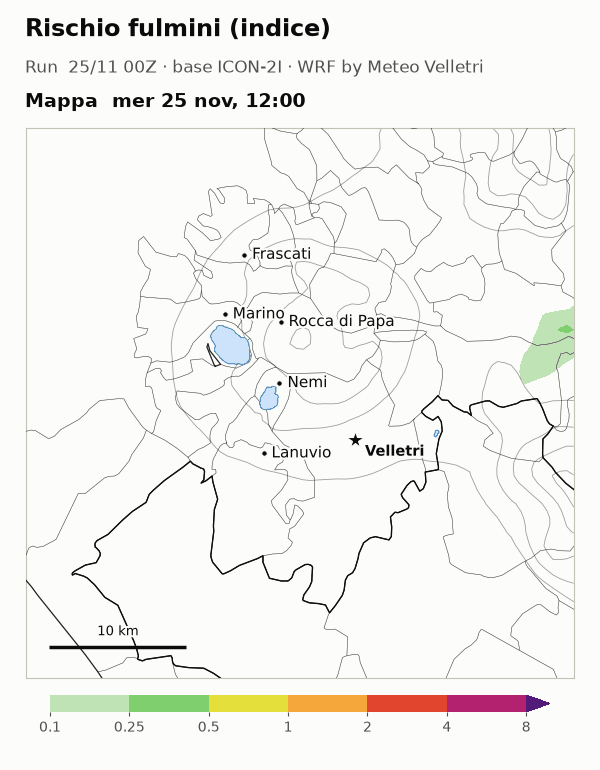 Rischio fulmini (indice)
Run  25/11 00Z · base ICON-2I · WRF by Meteo Velletri
Mappa  mer 25 nov, 12:00
Frascati
Marino
Rocca di Papa
Nemi
Velletri
Lanuvio
10 km
0.1 0.25 0.5 1 2 4 8